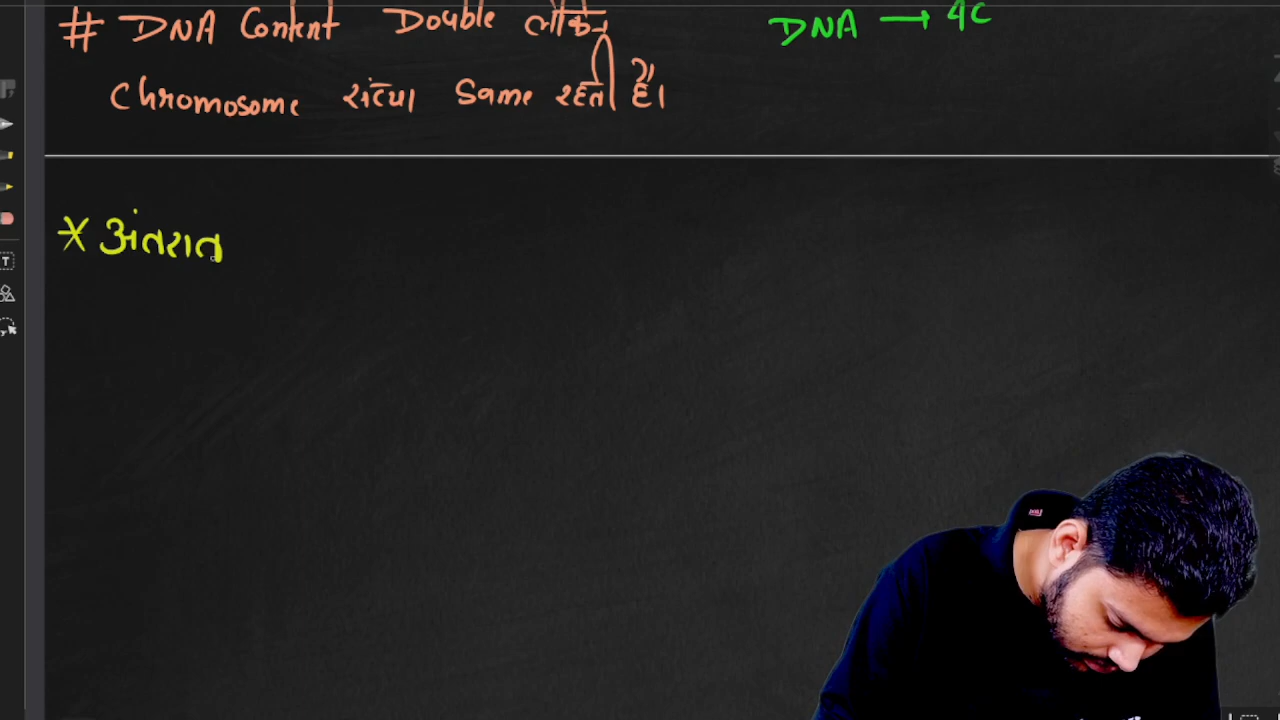 # DNA Content Double लेकिन
Chromosome संख्या Same रहती है।
DNA → 4C
* अंतराल